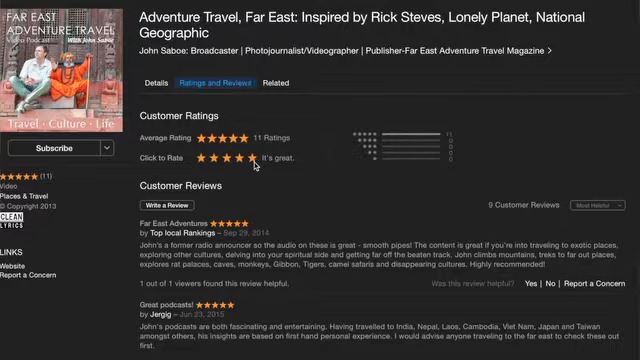 FAR EAST
ADVENTURE TRAVEL
Video Podcast With John Saboe
Travel · Culture · Life
Subscribe
★★★★★ (11)
Video
Places & Travel
© Copyright 2013
CLEAN
LYRICS
LINKS
Website
Report a Concern
Adventure Travel, Far East: Inspired by Rick Steves, Lonely Planet, National
Geographic
John Saboe: Broadcaster | Photojournalist/Videographer | Publisher-Far East Adventure Travel Magazine >
Details Ratings and Reviews Related
Customer Ratings
Average Rating ★★★★★ 11 Ratings
Click to Rate ★★★★★ It's great.
11
0
0
0
0
Customer Reviews
Write a Review 9 Customer Reviews Most Helpful
Far East Adventures ★★★★★
by Top local Rankings – Sep 29, 2014
John's a former radio announcer so the audio on these is great - smooth pipes! The content is great if you're into traveling to exotic places,
exploring other cultures, delving into your spiritual side and getting far off the beaten track. John climbs mountains, treks to far out places,
explores rat palaces, caves, monkeys, Gibbon, Tigers, camel safaris and disappearing cultures. Highly recommended!
1 out of 1 viewers found this review helpful. Was this review helpful? Yes | No | Report a Concern
Great podcasts! ★★★★★
by Jergig – Jun 23, 2015
John's podcasts are both fascinating and entertaining. Having travelled to India, Nepal, Laos, Cambodia, Viet Nam, Japan and Taiwan
amongst others, his insights are based on first hand personal experience. I would advise anyone traveling to the far east to check these out
first.